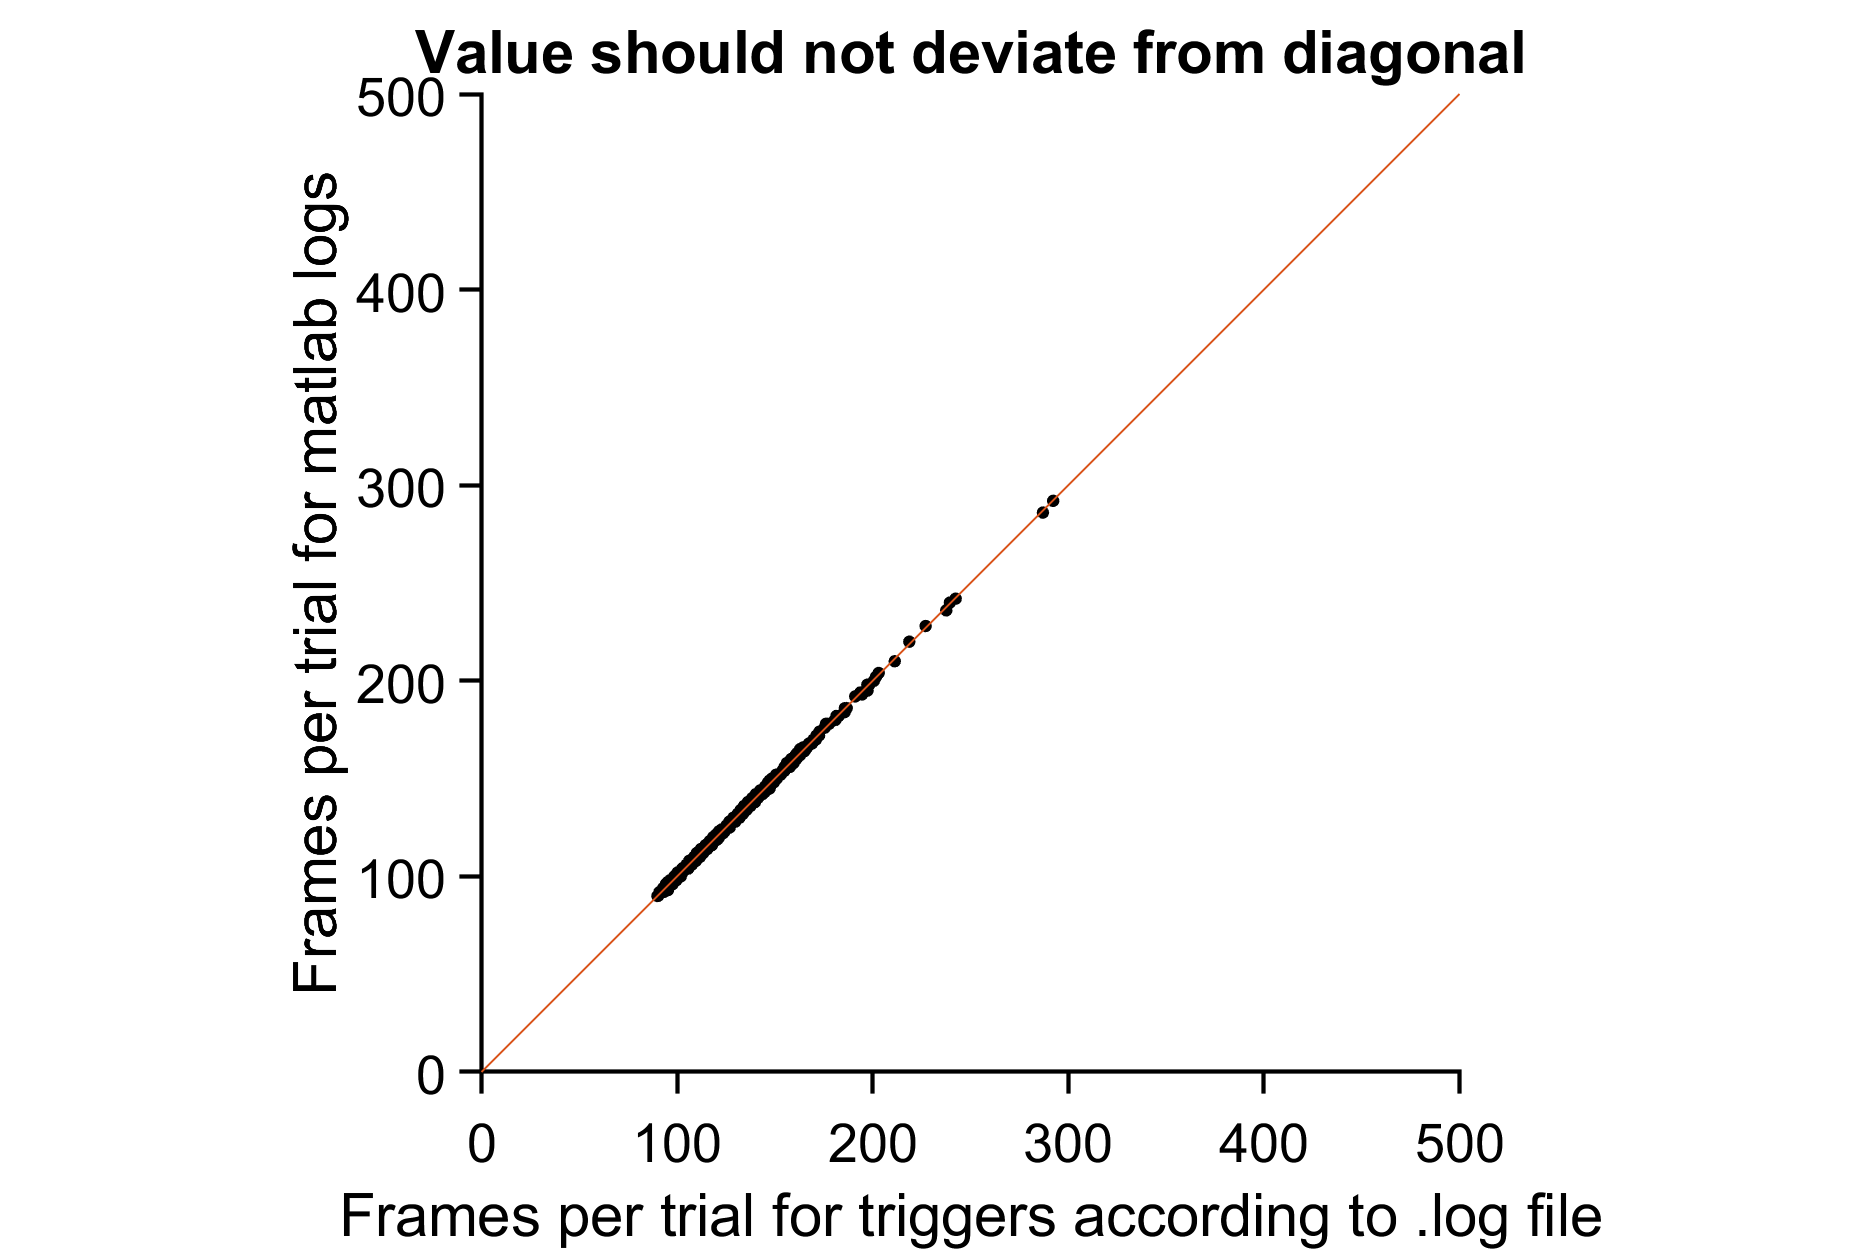 Value should not deviate from diagonal
500
400
300
200
100
0
Frames per trial for matlab logs
0 100 200 300 400 500
Frames per trial for triggers according to .log file